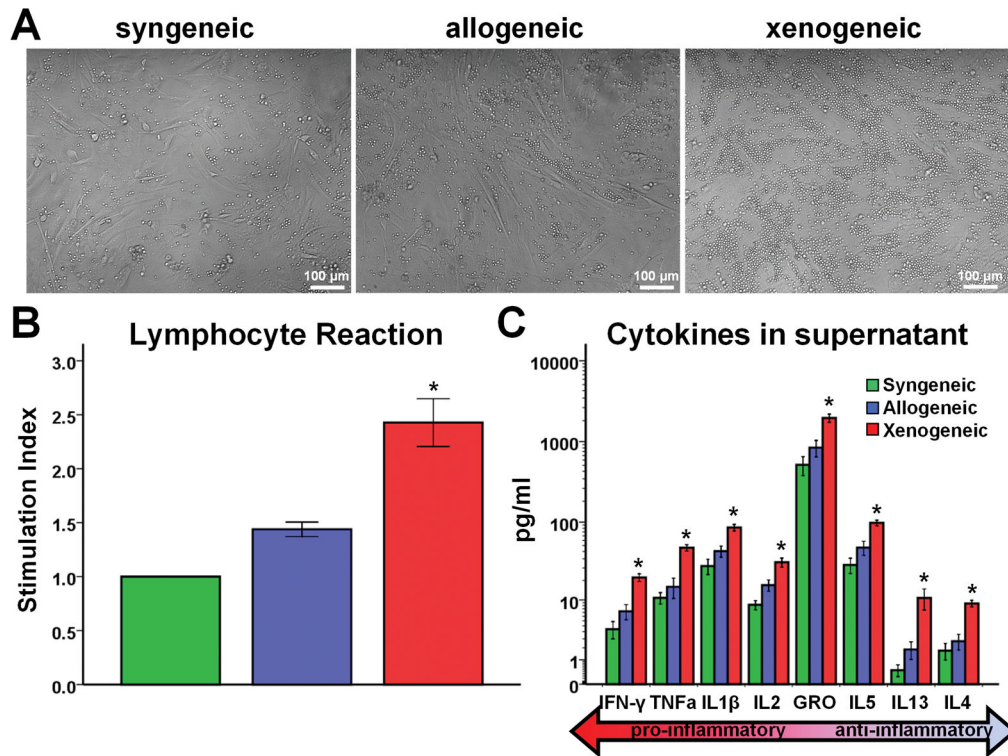 A
syngeneic
allogeneic
xenogeneic
100 µm
100 µm
100 µm
B
Lymphocyte Reaction
Stimulation Index
3.0
2.5
2.0
1.5
1.0
0.5
0.0
*
C
Cytokines in supernatant
pg/ml
10000
1000
100
10
1
0
Syngeneic
Allogeneic
Xenogeneic
* * * * * * * *
IFN-γ TNFa IL1β IL2 GRO IL5 IL13 IL4
pro-inflammatory anti-inflammatory